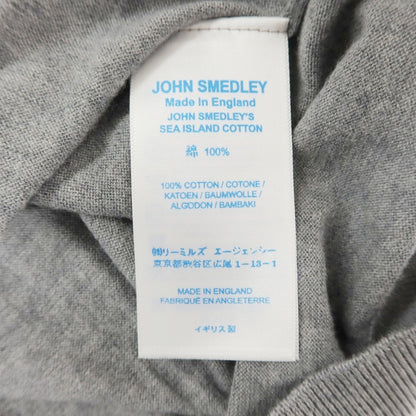 JOHN SMEDLEY
Made in England
JOHN SMEDLEY'S
SEA ISLAND COTTON
綿 100%
100% COTTON / COTONE /
KATOEN / BAUMWOLLE /
ALGODON / BAMBAKI
㈱リーミルズ エージェンシー
東京都渋谷区広尾1-13-1
MADE IN ENGLAND
FABRIQUÉ EN ANGLETERRE
イギリス製